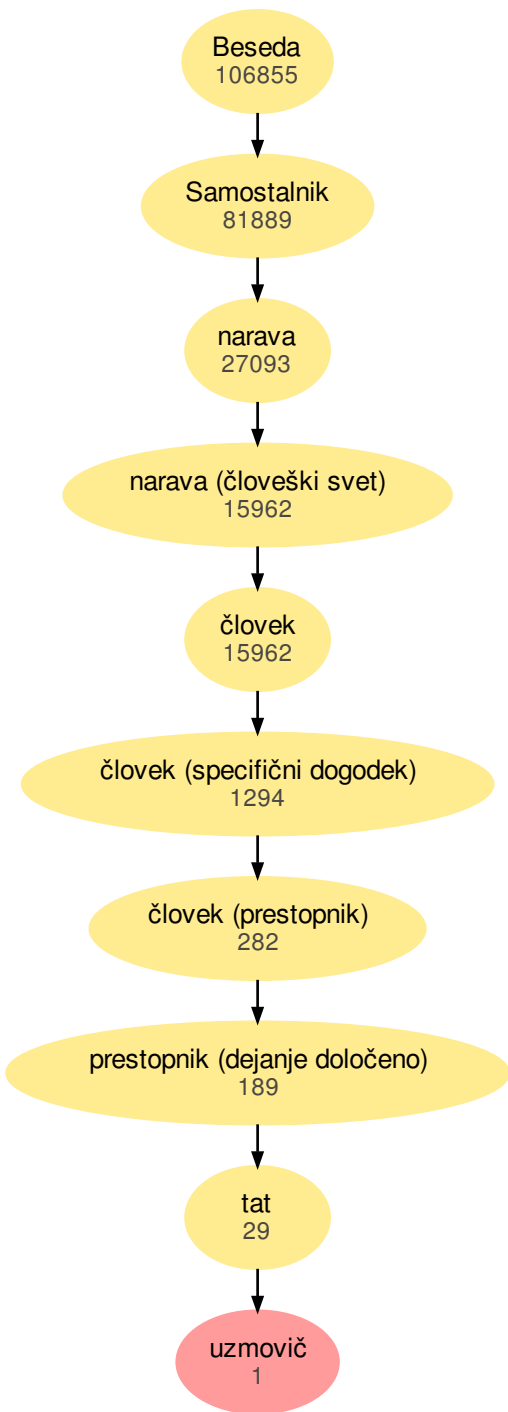 Beseda
106855
Samostalnik
81889
narava
27093
narava (človeški svet)
15962
človek
15962
človek (specifični dogodek)
1294
človek (prestopnik)
282
prestopnik (dejanje določeno)
189
tat
29
uzmovič
1